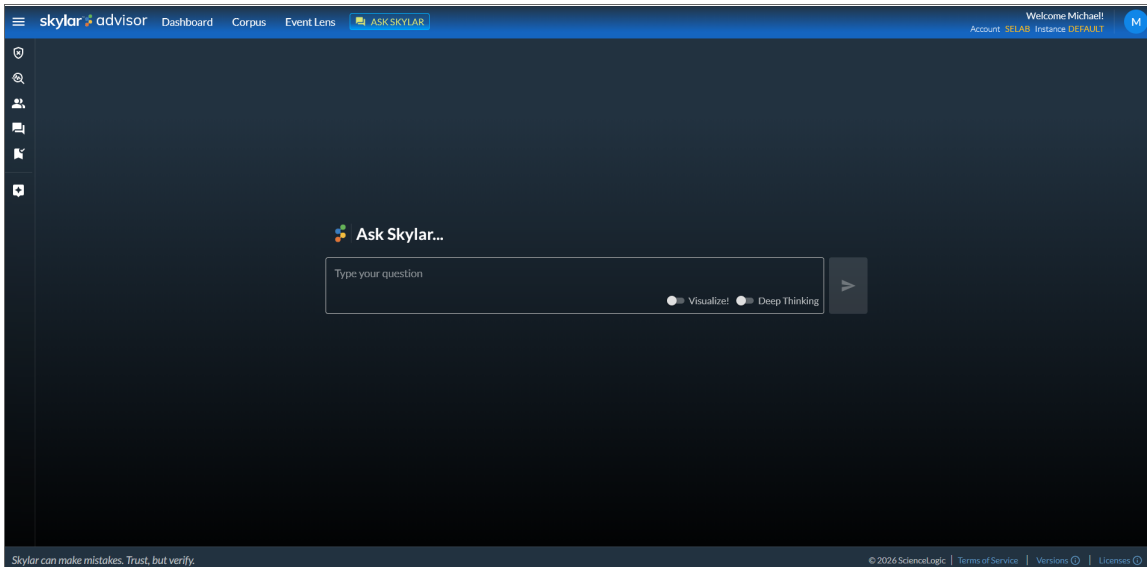 skylar advisor Dashboard Corpus Event Lens ASK SKYLAR
Welcome Michael!
Account SELAB Instance DEFAULT
M
Ask Skylar...
Type your question
Visualize! Deep Thinking
Skylar can make mistakes. Trust, but verify.
© 2026 ScienceLogic | Terms of Service | Versions | Licenses